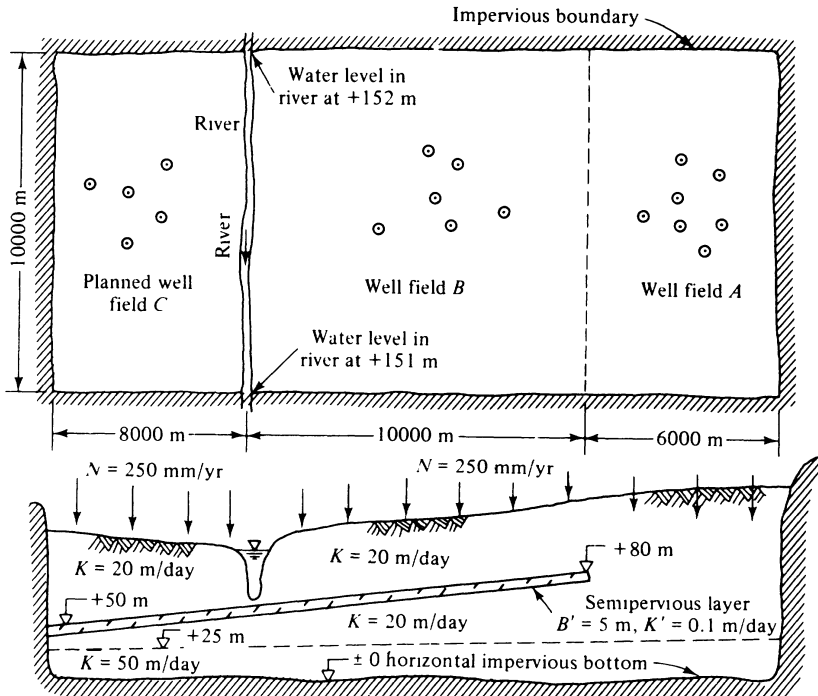 Impervious boundary
Water level in
river at +152 m
River
10000 m
River
Planned well
field C
Well field B
Well field A
Water level in
river at +151 m
8000 m
10000 m
6000 m
N = 250 mm/yr
N = 250 mm/yr
K = 20 m/day
K = 20 m/day
+80 m
+50 m
K = 20 m/day
Semipervious layer
B' = 5 m, K' = 0.1 m/day
+25 m
K = 50 m/day
± 0 horizontal impervious bottom